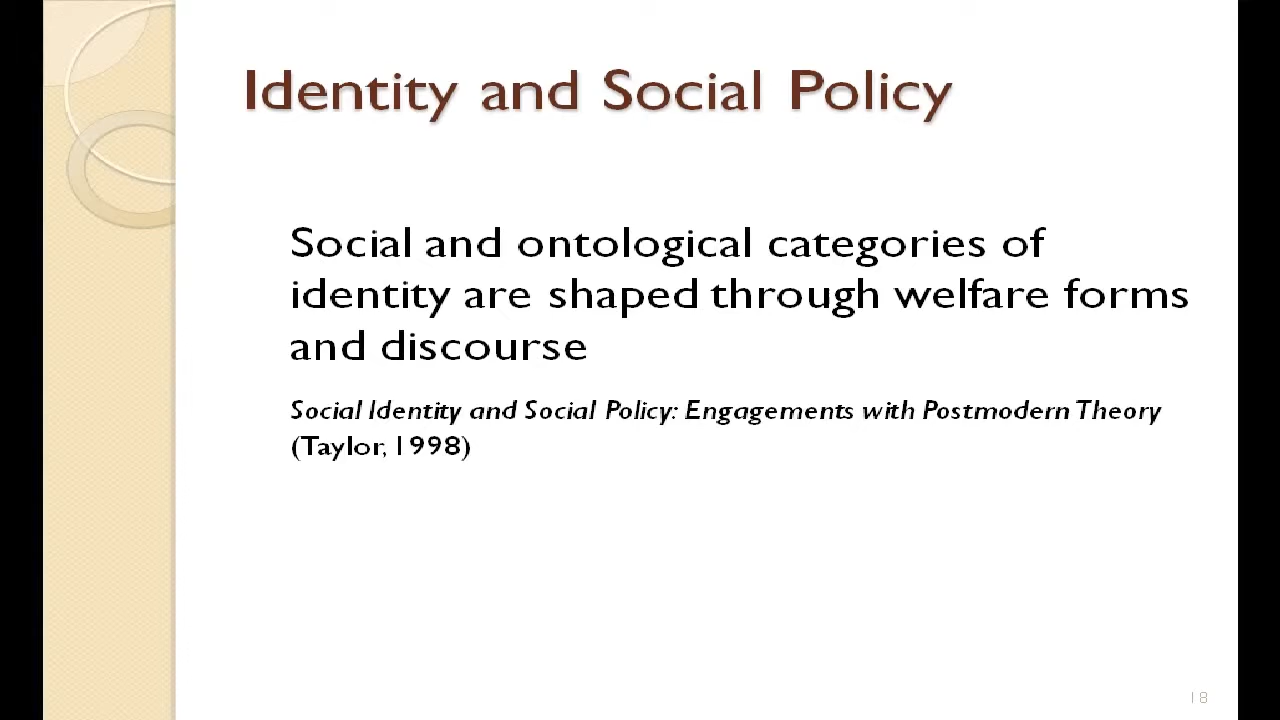 Identity and Social Policy
Social and ontological categories of
identity are shaped through welfare forms
and discourse
Social Identity and Social Policy: Engagements with Postmodern Theory
(Taylor, 1998)
18